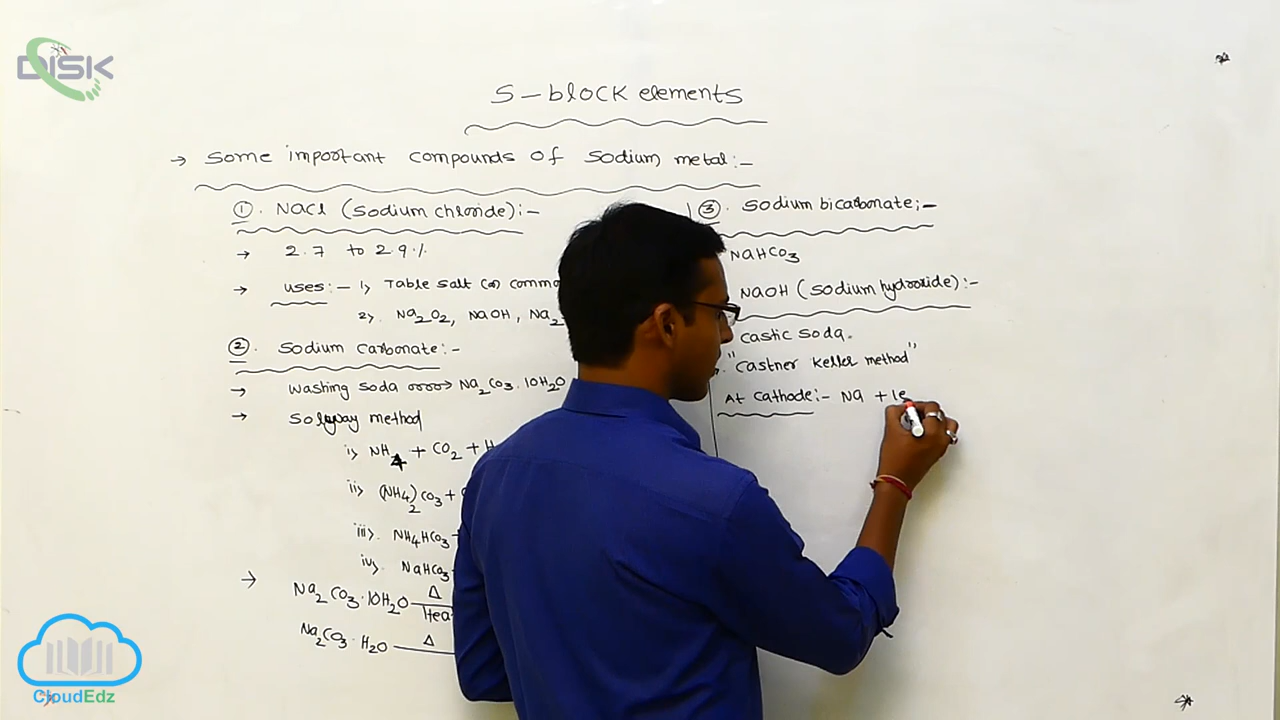 DISK
S-block elements
→ Some important compounds of Sodium metal:-
①. NaCl (Sodium chloride):-
→ 2.7 to 2.9%
→ uses:- 1) Table salt (or) commo
2). Na2O2, NaOH, Na2
②. Sodium carbonate:-
→ Washing soda → Na2CO3.10H2O
→ Solvay method
i) NH4 + CO2 + H
ii) (NH4)2CO3 +
iii). NH4HCO3
iv. NaHCO3
→ Na2CO3.10H2O Δ Hea
Na2CO3.H2O Δ
③. Sodium bicarbonate:-
NaHCO3
NaOH (Sodium hydroxide):-
Castic Soda.
"Castner Keller method"
At cathode:- Na + 1e
CloudEdz